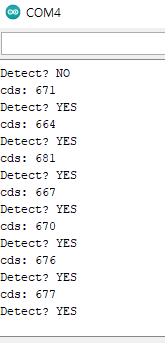 COM4
Detect? NO
cds: 671
Detect? YES
cds: 664
Detect? YES
cds: 681
Detect? YES
cds: 667
Detect? YES
cds: 670
Detect? YES
cds: 676
Detect? YES
cds: 677
Detect? YES